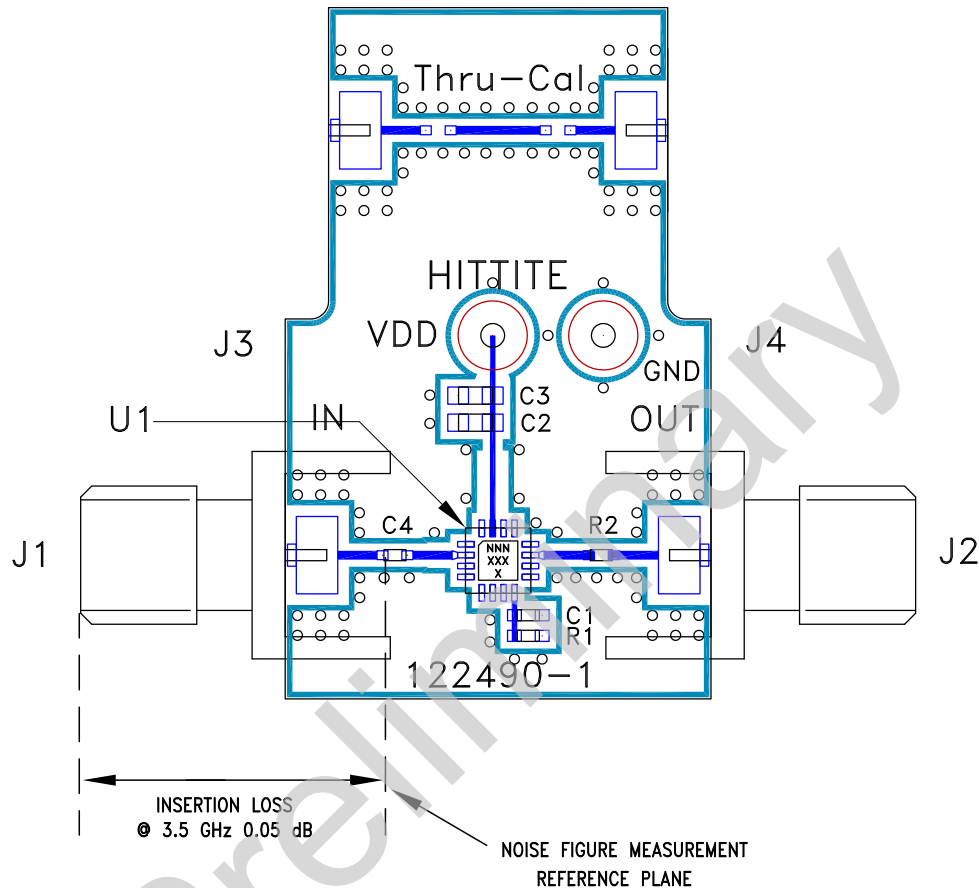 Thru-Cal
HITTITE
J3
VDD
J4
GND
C3
U1
IN
C2
OUT
C4
R2
J1
NNN
XXX
X
J2
C1
R1
122490-1
INSERTION LOSS
@ 3.5 GHz 0.05 dB
NOISE FIGURE MEASUREMENT
REFERENCE PLANE
Preliminary